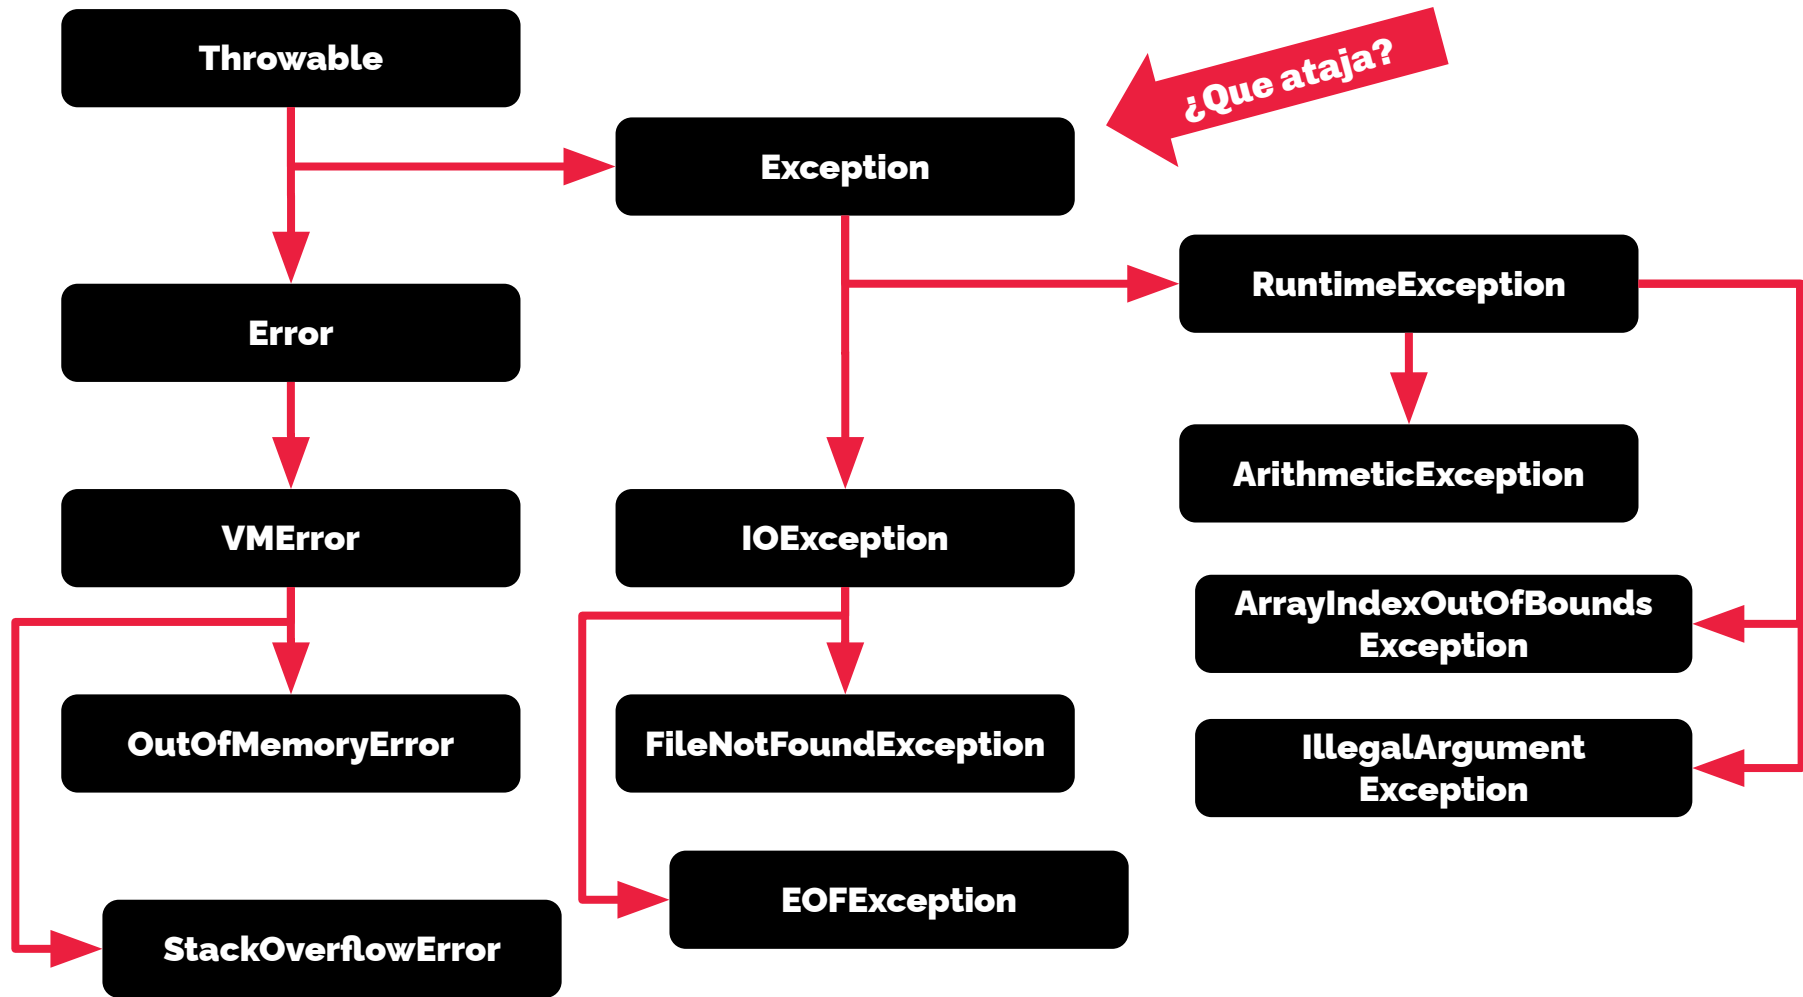 Throwable
¿Que ataja?
Exception
RuntimeException
Error
ArithmeticException
VMError
IOException
ArrayIndexOutOfBounds
Exception
OutOfMemoryError
FileNotFoundException
IllegalArgument
Exception
EOFException
StackOverflowError